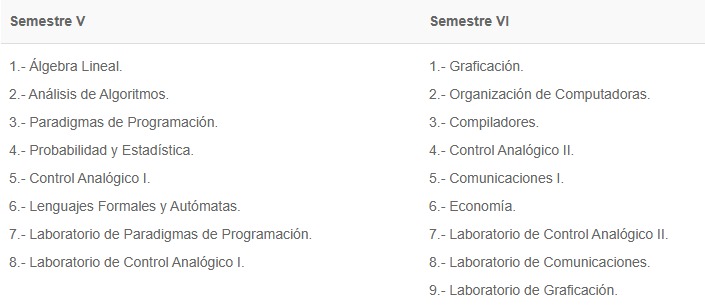 Semestre V
Semestre VI
1.- Álgebra Lineal.
2.- Análisis de Algoritmos.
3.- Paradigmas de Programación.
4.- Probabilidad y Estadística.
5.- Control Analógico I.
6.- Lenguajes Formales y Autómatas.
7.- Laboratorio de Paradigmas de Programación.
8.- Laboratorio de Control Analógico I.
1.- Graficación.
2.- Organización de Computadoras.
3.- Compiladores.
4.- Control Analógico II.
5.- Comunicaciones I.
6.- Economía.
7.- Laboratorio de Control Analógico II.
8.- Laboratorio de Comunicaciones.
9.- Laboratorio de Graficación.